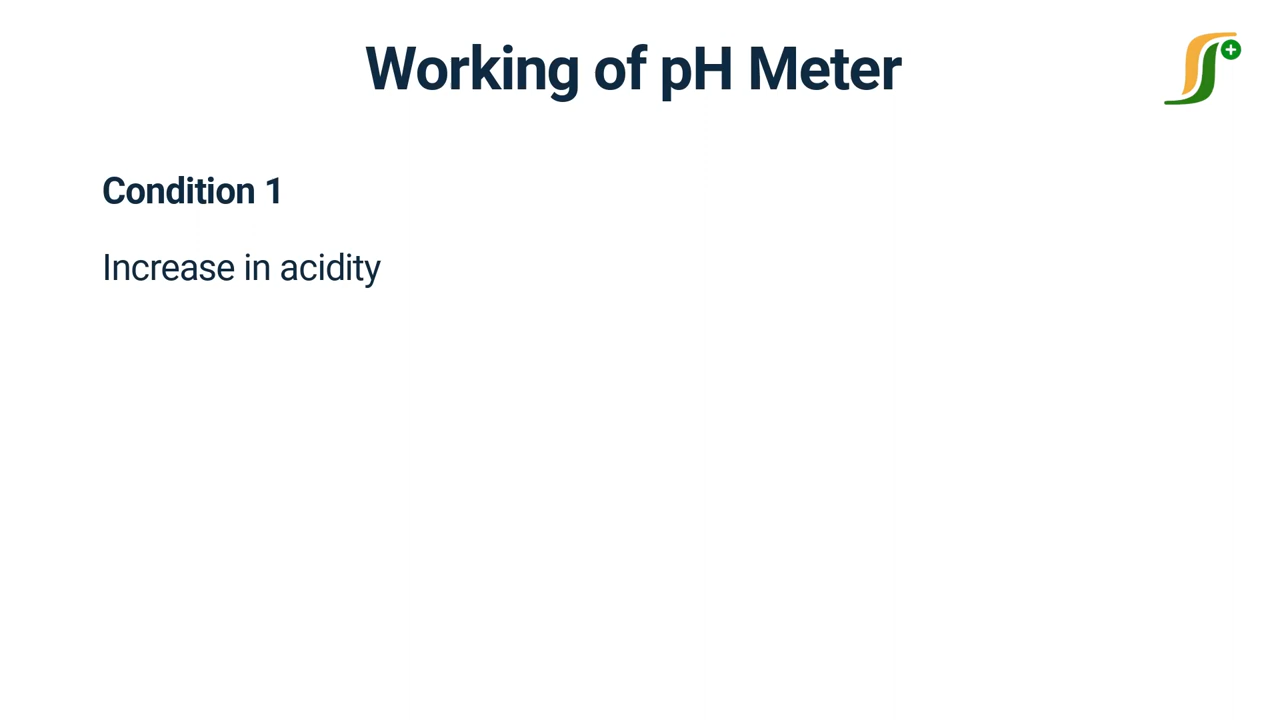 Working of pH Meter
Condition 1
Increase in acidity